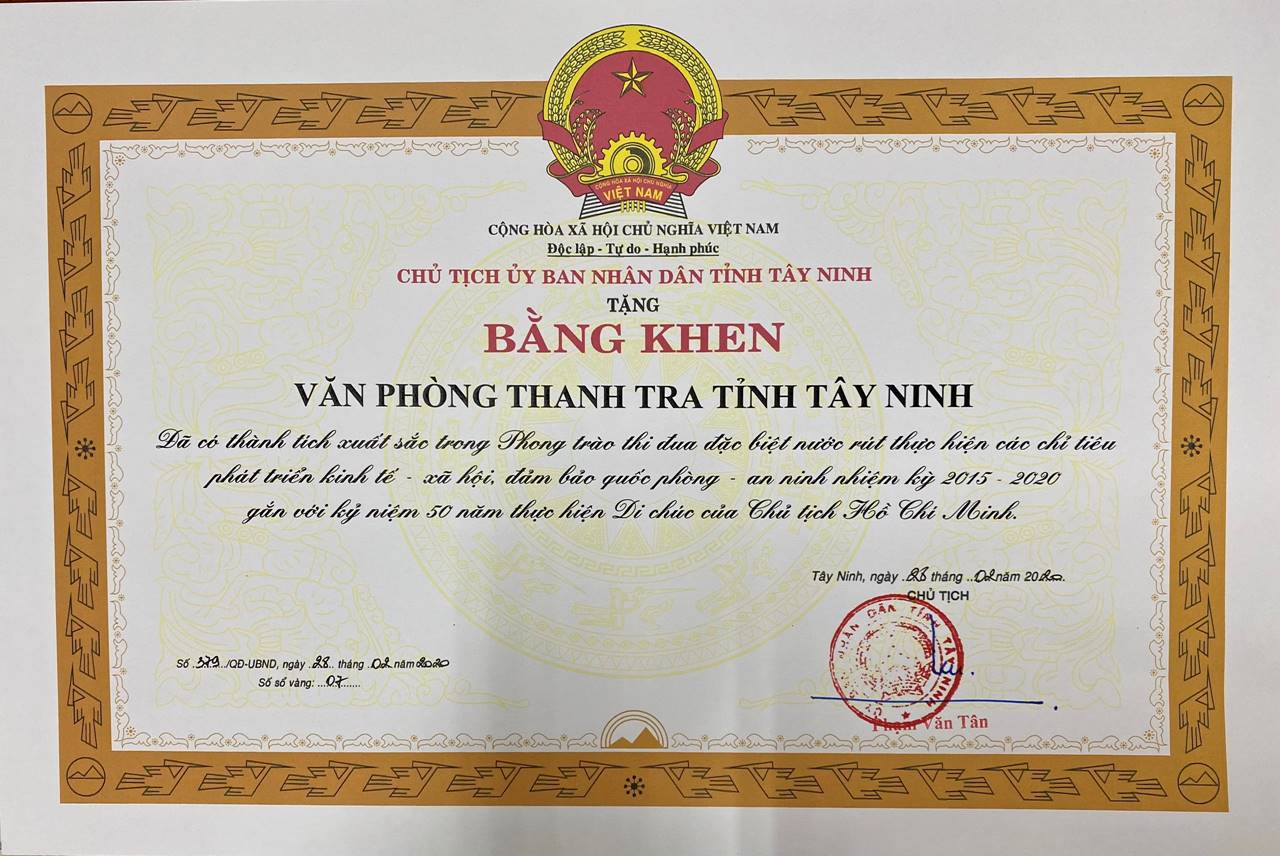 CỘNG HÒA XÃ HỘI CHỦ NGHĨA
VIỆT NAM
CỘNG HÒA XÃ HỘI CHỦ NGHĨA VIỆT NAM
Độc lập - Tự do - Hạnh phúc
CHỦ TỊCH ỦY BAN NHÂN DÂN TỈNH TÂY NINH
TẶNG
BẰNG KHEN
VĂN PHÒNG THANH TRA TỈNH TÂY NINH
Đã có thành tích xuất sắc trong Phong trào thi đua đặc biệt nước rút thực hiện các chỉ tiêu
phát triển kinh tế - xã hội, đảm bảo quốc phòng - an ninh nhiệm kỳ 2015 - 2020
gắn với kỷ niệm 50 năm thực hiện Di chúc của Chủ tịch Hồ Chí Minh.
Tây Ninh, ngày 28 tháng 02 năm 2020.
CHỦ TỊCH
NHÂN DÂN TỈNH TÂY NINH
Số 379/QĐ-UBND, ngày 28 tháng 02 năm 2020
Số sổ vàng: 07
Phạm Văn Tân